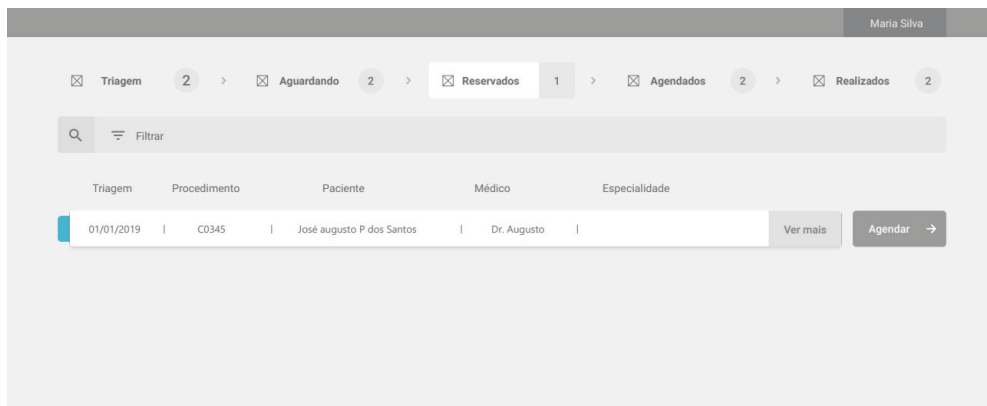 Maria Silva
Triagem 2 > Aguardando 2 > Reservados 1 > Agendados 2 > Realizados 2
Filtrar
Triagem Procedimento Paciente Médico Especialidade
01/01/2019 | C0345 | José augusto P dos Santos | Dr. Augusto | Ver mais Agendar →